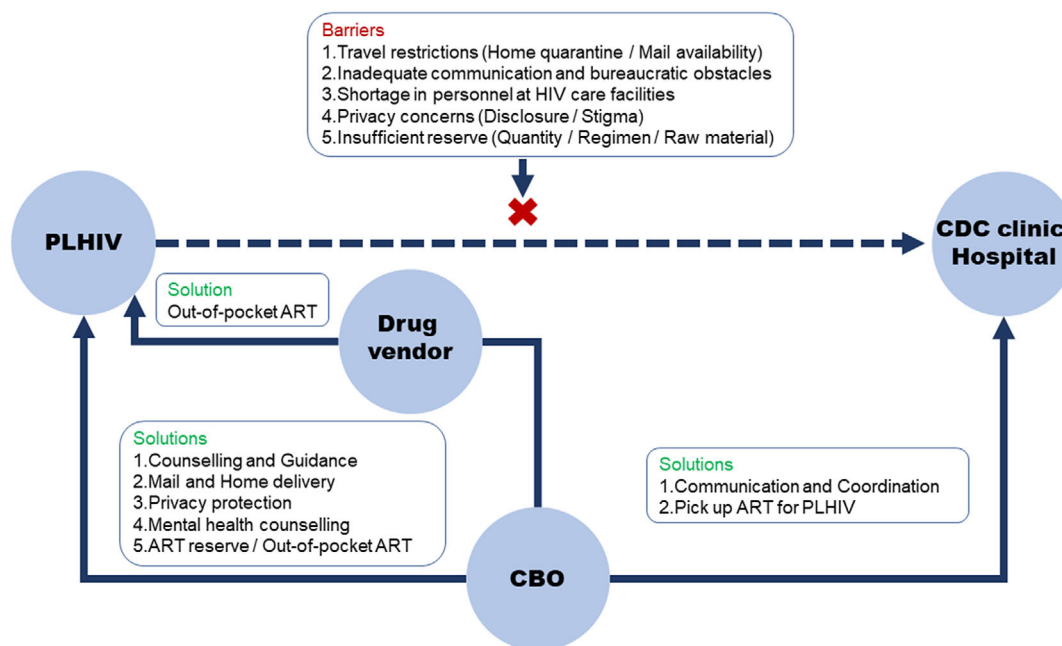 Barriers
1.Travel restrictions (Home quarantine / Mail availability)
2.Inadequate communication and bureaucratic obstacles
3.Shortage in personnel at HIV care facilities
4.Privacy concerns (Disclosure / Stigma)
5.Insufficient reserve (Quantity / Regimen / Raw material)
PLHIV
CDC clinic
Hospital
Solution
Out-of-pocket ART
Drug
vendor
Solutions
1.Counselling and Guidance
2.Mail and Home delivery
3.Privacy protection
4.Mental health counselling
5.ART reserve / Out-of-pocket ART
Solutions
1.Communication and Coordination
2.Pick up ART for PLHIV
CBO